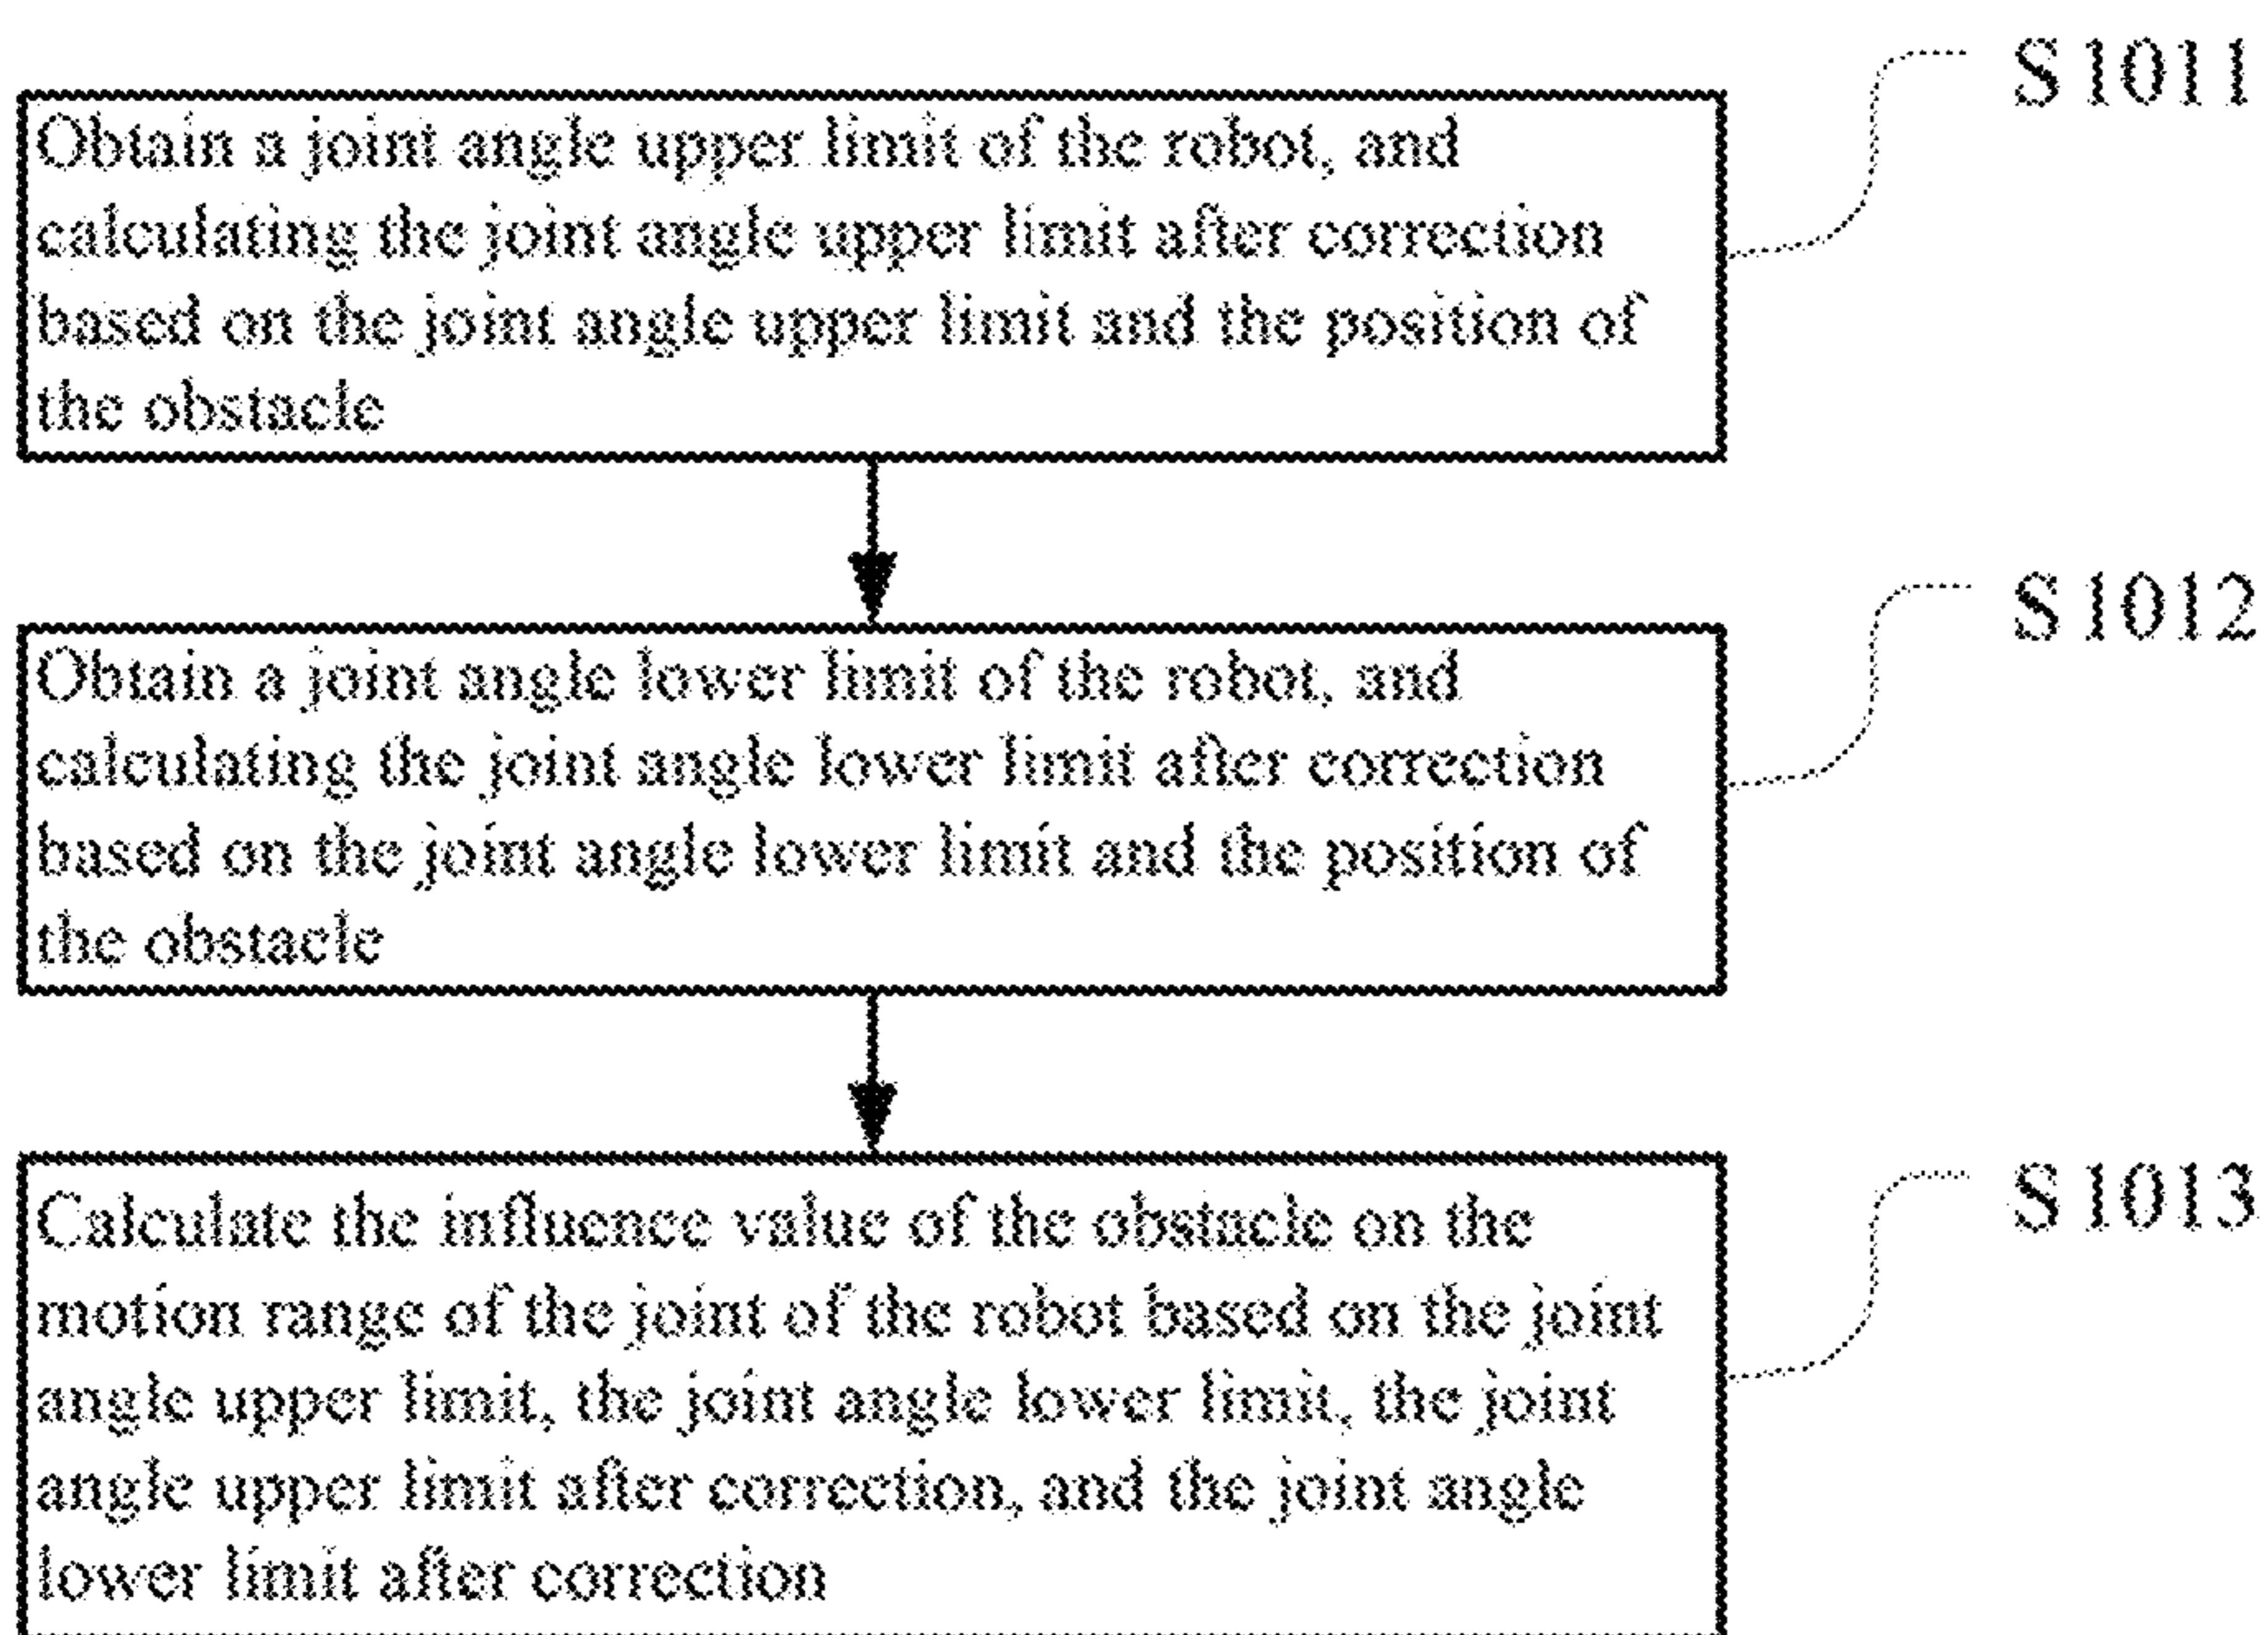 S1011
Obtain a joint angle upper limit of the robot, and
calculating the joint angle upper limit after correction
based on the joint angle upper limit and the position of
the obstacle
S1012
Obtain a joint angle lower limit of the robot, and
calculating the joint angle lower limit after correction
based on the joint angle lower limit and the position of
the obstacle
S1013
Calculate the influence value of the obstacle on the
motion range of the joint of the robot based on the joint
angle upper limit, the joint angle lower limit, the joint
angle upper limit after correction, and the joint angle
lower limit after correction